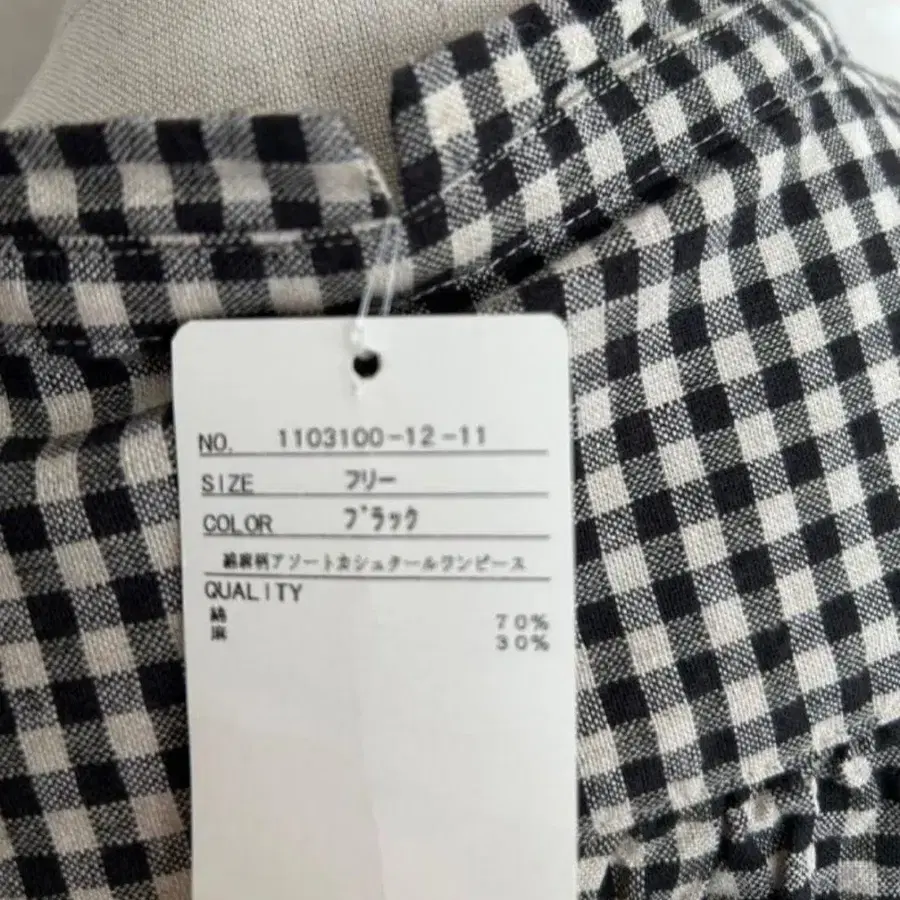 NO. 1103100-12-11
SIZE フリー
COLOR ブラック
綿麻柄アソートカシュクールワンピース
QUALITY
綿 70%
麻 30%